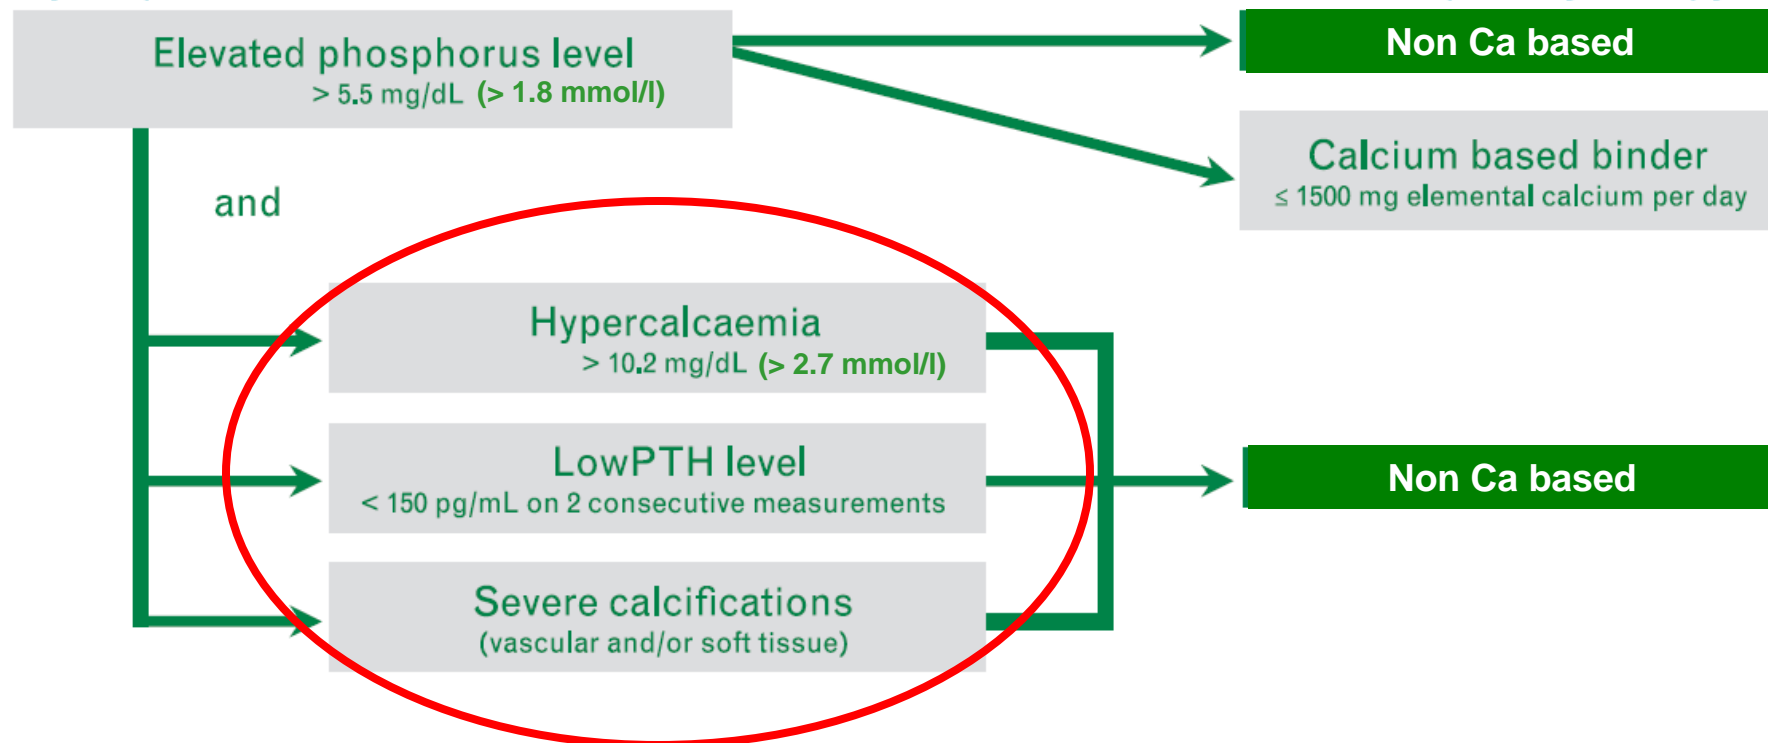 Elevated phosphorus level
> 5.5 mg/dL (> 1.8 mmol/l)
Non Ca based
Calcium based binder
≤ 1500 mg elemental calcium per day
and
Hypercalcaemia
> 10.2 mg/dL (> 2.7 mmol/l)
LowPTH level
< 150 pg/mL on 2 consecutive measurements
Non Ca based
Severe calcifications
(vascular and/or soft tissue)